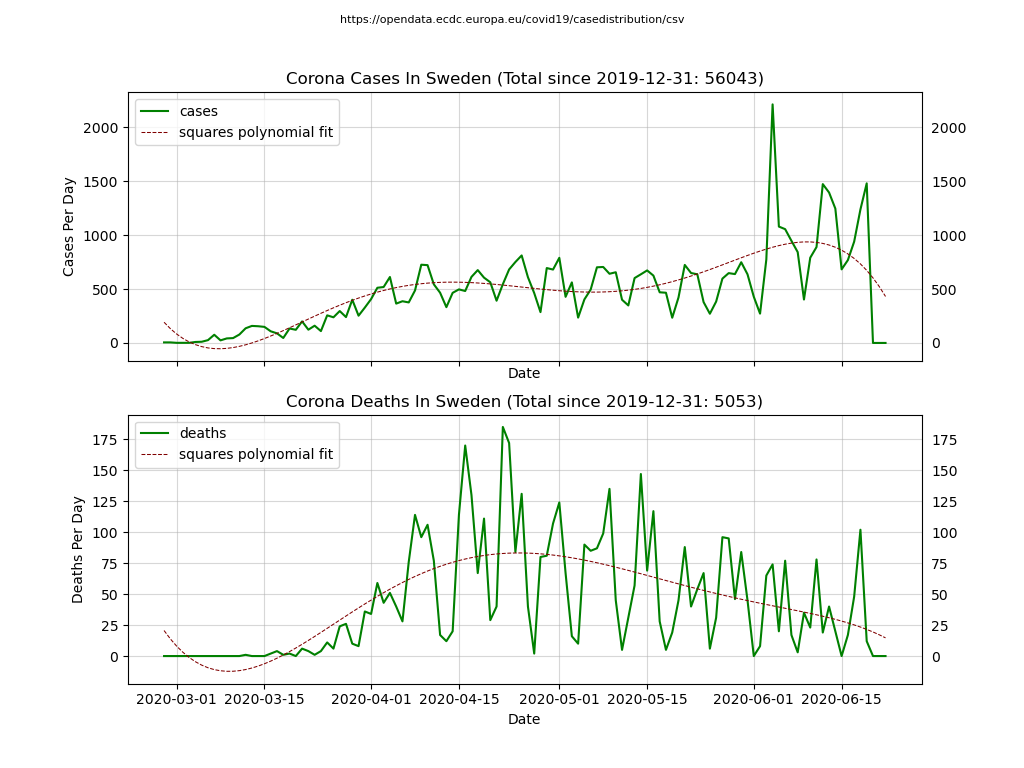 https://opendata.ecdc.europa.eu/covid19/casedistribution/csv
Corona Cases In Sweden (Total since 2019-12-31: 56043)
cases
squares polynomial fit
2000
1500
1000
500
0
2000
1500
1000
500
0
Cases Per Day
Date
Corona Deaths In Sweden (Total since 2019-12-31: 5053)
deaths
squares polynomial fit
175
150
125
100
75
50
25
0
175
150
125
100
75
50
25
0
Deaths Per Day
2020-03-01 2020-03-15 2020-04-01 2020-04-15 2020-05-01 2020-05-15 2020-06-01 2020-06-15
Date